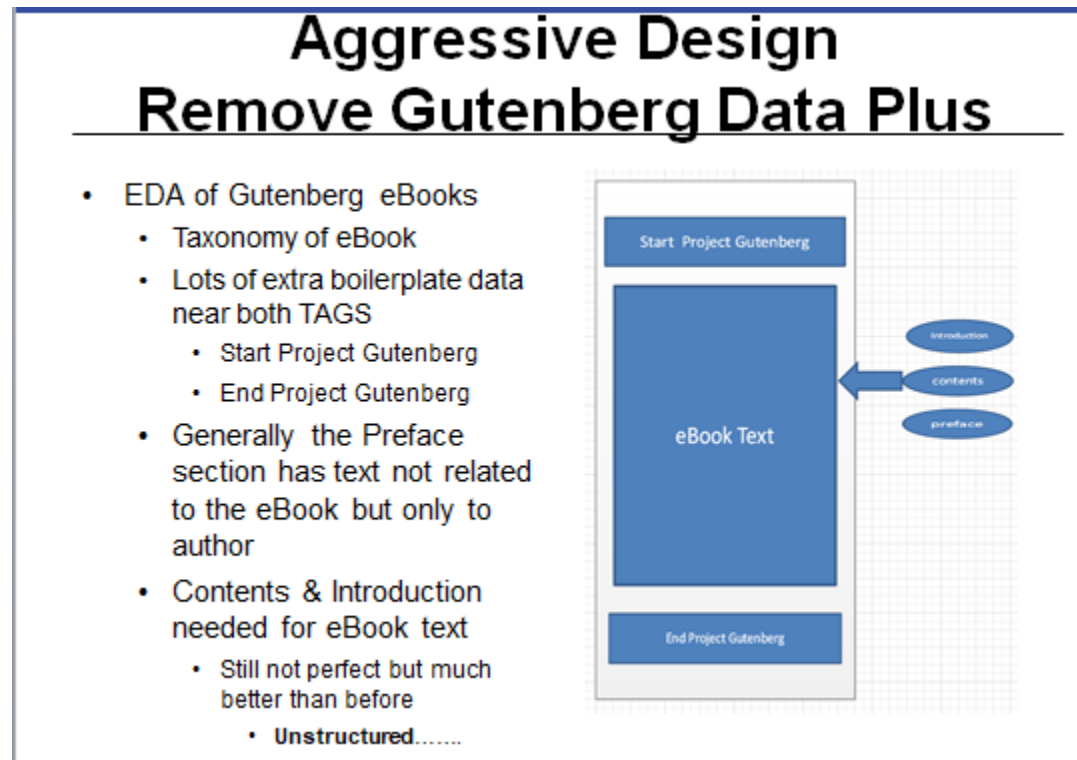 Aggressive Design
Remove Gutenberg Data Plus
• EDA of Gutenberg eBooks
• Taxonomy of eBook
• Lots of extra boilerplate data
near both TAGS
• Start Project Gutenberg
• End Project Gutenberg
• Generally the Preface
section has text not related
to the eBook but only to
author
• Contents & Introduction
needed for eBook text
• Still not perfect but much
better than before
• Unstructured.......
Start Project Gutenberg
eBook Text
End Project Gutenberg
Introduction
contents
preface